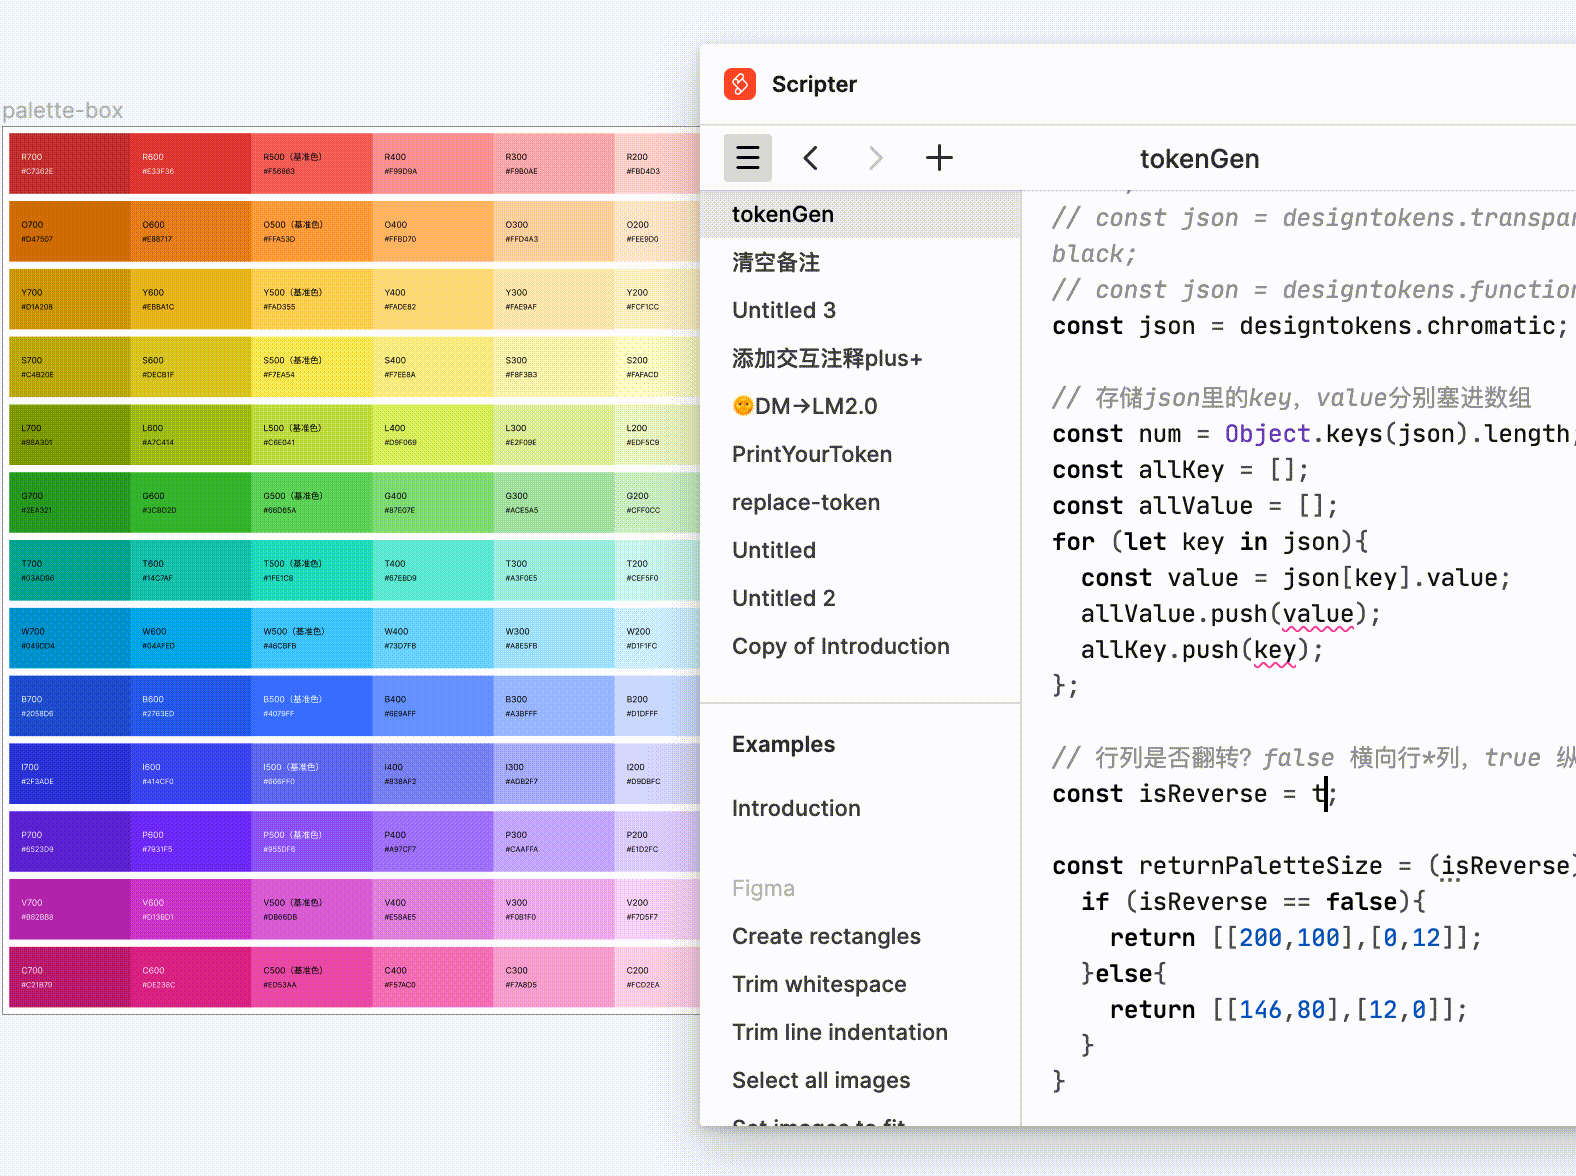 palette-box
R700 R600 R500（基准色） R400 R300 R200
#C7362E #E33F36 #F56863 #F99D9A #F9B0AE #FBD4D3
O700 O600 O500（基准色） O400 O300 O200
#D47507 #E88717 #FFA53D #FFBD70 #FFD4A3 #FEE9D0
Y700 Y600 Y500（基准色） Y400 Y300 Y200
#D1A208 #EBBA1C #FAD355 #FADE82 #FAE9AF #FCF1CC
S700 S600 S500（基准色） S400 S300 S200
#C4B20E #DECB1F #F7EA54 #F7EE8A #F8F3B3 #FAFACD
L700 L600 L500（基准色） L400 L300 L200
#88A301 #A7C414 #C6E041 #D9F069 #E2F09E #EDF5C9
G700 G600 G500（基准色） G400 G300 G200
#2EA321 #3CBD2D #66D65A #87E07E #ACE5A5 #CFF0CC
T700 T600 T500（基准色） T400 T300 T200
#03AD96 #14C7AF #1FE1C8 #67EBD9 #A3F0E5 #CEF5F0
W700 W600 W500（基准色） W400 W300 W200
#049DD4 #04AFED #46CBFB #73D7FB #A8E5FB #D1F1FC
B700 B600 B500（基准色） B400 B300 B200
#2058D6 #2763ED #4079FF #6E9AFF #A3BFFF #D1DFFF
I700 I600 I500（基准色） I400 I300 I200
#2F3ADE #414CF0 #666FF0 #838AF2 #ADB2F7 #D9DBFC
P700 P600 P500（基准色） P400 P300 P200
#6523D9 #7931F5 #955DF6 #A97CF7 #CAAFFA #E1D2FC
V700 V600 V500（基准色） V400 V300 V200
#B82BB8 #D13BD1 #DB66DB #E58AE5 #F0B1F0 #F7D5F7
C700 C600 C500（基准色） C400 C300 C200
#C21B79 #DE238C #ED53AA #F57AC0 #F7A8D5 #FCD2EA
Scripter
tokenGen
tokenGen
清空备注
Untitled 3
添加交互注释plus+
🌞DM→LM2.0
PrintYourToken
replace-token
Untitled
Untitled 2
Copy of Introduction
Examples
Introduction
Figma
Create rectangles
Trim whitespace
Trim line indentation
Select all images
Set images to fit
// const json = designtokens.transpar
black;
// const json = designtokens.function
const json = designtokens.chromatic;
// 存储json里的key，value分别塞进数组
const num = Object.keys(json).length;
const allKey = [];
const allValue = [];
for (let key in json){
const value = json[key].value;
allValue.push(value);
allKey.push(key);
};
// 行列是否翻转？false 横向行*列，true 纵
const isReverse = t;
const returnPaletteSize = (isReverse)
if (isReverse == false){
return [[200,100],[0,12]];
}else{
return [[146,80],[12,0]];
}
}